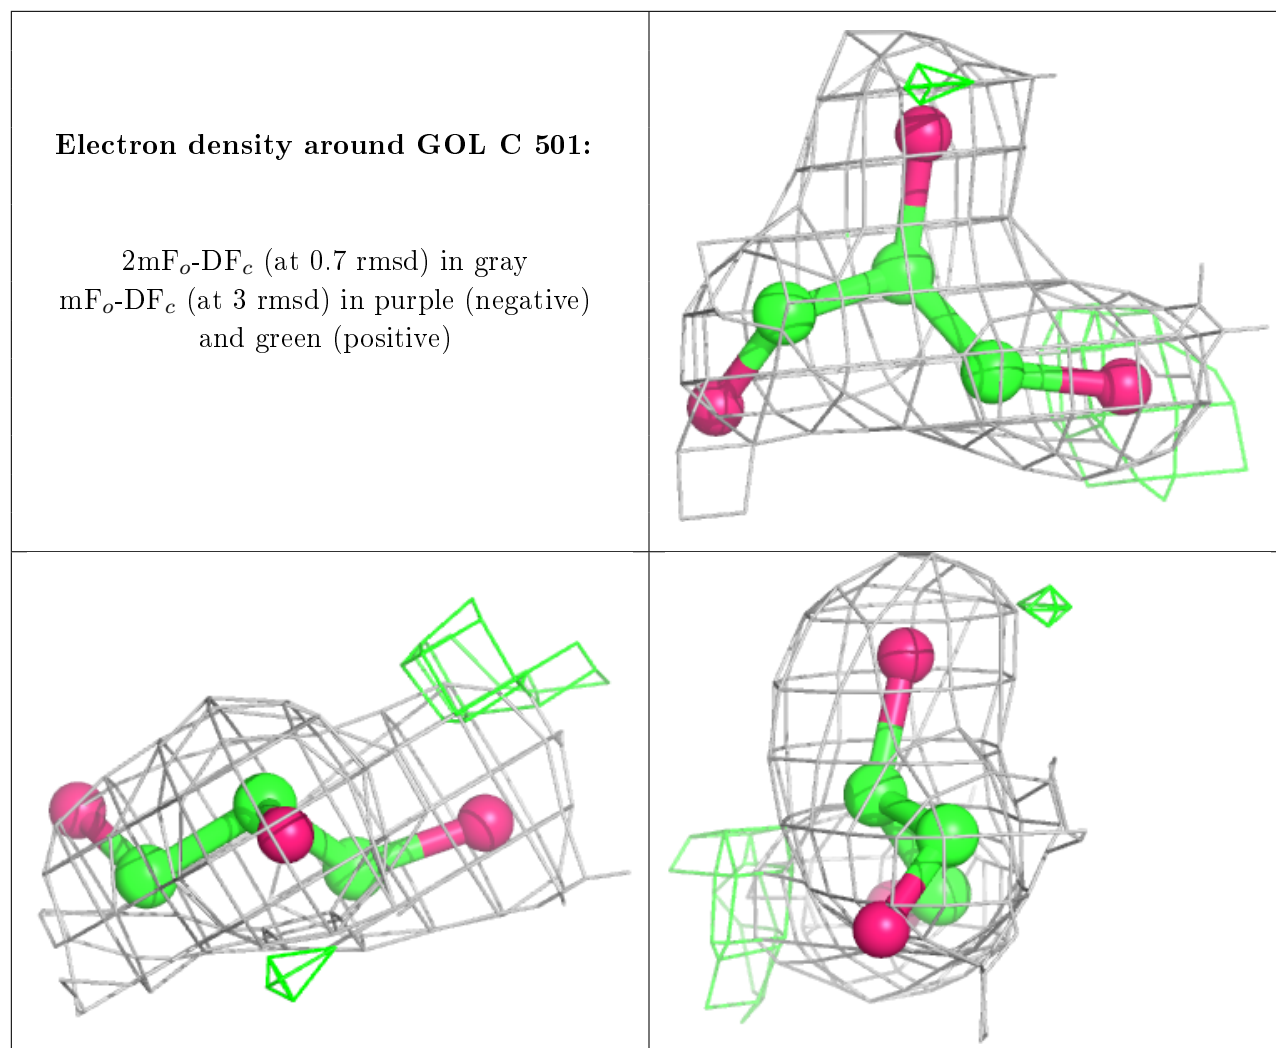 Electron density around GOL C 501:
2mFo-DFc (at 0.7 rmsd) in gray
mFo-DFc (at 3 rmsd) in purple (negative)
and green (positive)